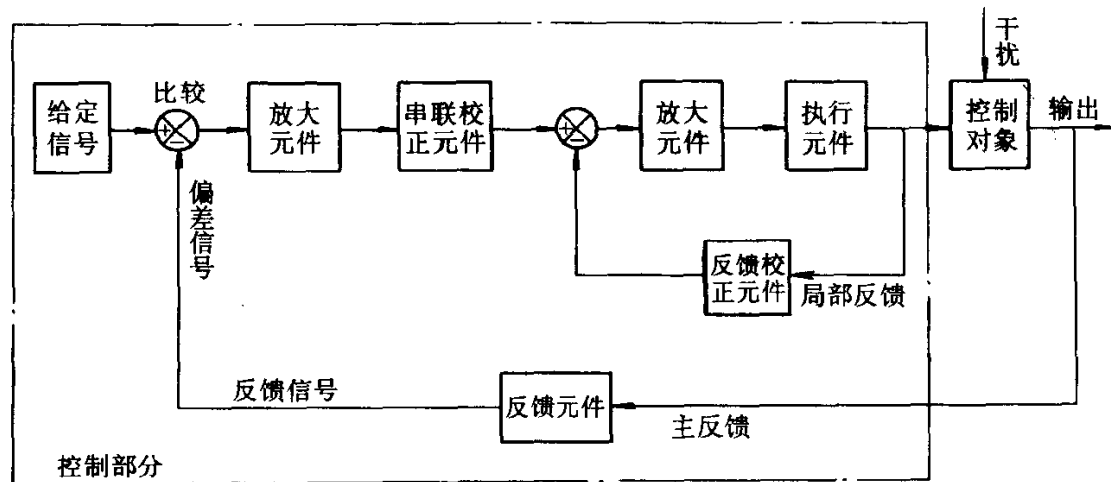 干
扰
比较
给定
信号
放大
元件
串联校
正元件
放大
元件
执行
元件
控制
对象
输出
偏
差
信
号
反馈校
正元件
局部反馈
反馈信号
反馈元件
主反馈
控制部分